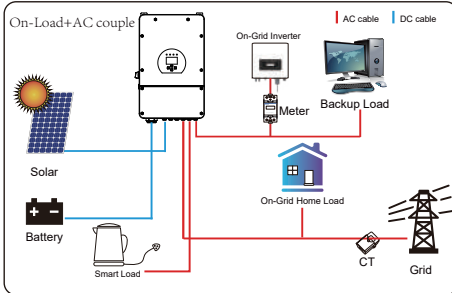 On-Load+AC couple
AC cable
DC cable
On-Grid Inverter
Meter
Backup Load
Solar
On-Grid Home Load
Battery
Smart Load
CT
Grid